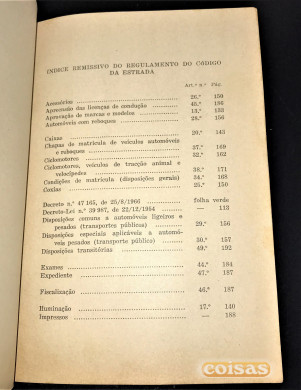 ÍNDICE REMISSIVO DO REGULAMENTO DO CÓDIGO
DA ESTRADA
Art.º s.º Pág.
Acessórios 26.º 150
Apreensão das licenças de condução 45.º 186
Aprovação de marcas e modelos 13.º 133
Automóveis com reboques 28.º 156
Caixas 20.º 143
Chapas de matrícula de veículos automóveis
e reboques 37.º 169
Ciclomotores 32.º 162
Ciclomotores, veículos de tracção animal e
velocípedes 38.º 171
Condições de matrícula (disposições gerais) 34.º 168
Coxias 25.º 150
Decreto n.º 47 165, de 25/8/1966 folha verde
Decreto-Lei n.º 39 987, de 22/12/1954 — 113
Disposições comuns a automóveis ligeiros e
pesados (transportes públicos) 29.º 156
Disposições especiais aplicáveis a automó-
veis pesados (transporte público) 30.º 157
Disposições transitórias 49.º 192
Exames 44.º 184
Expediente 47.º 187
Fiscalização 46.º 187
Iluminação 17.º 140
Impressos — 188
coisas